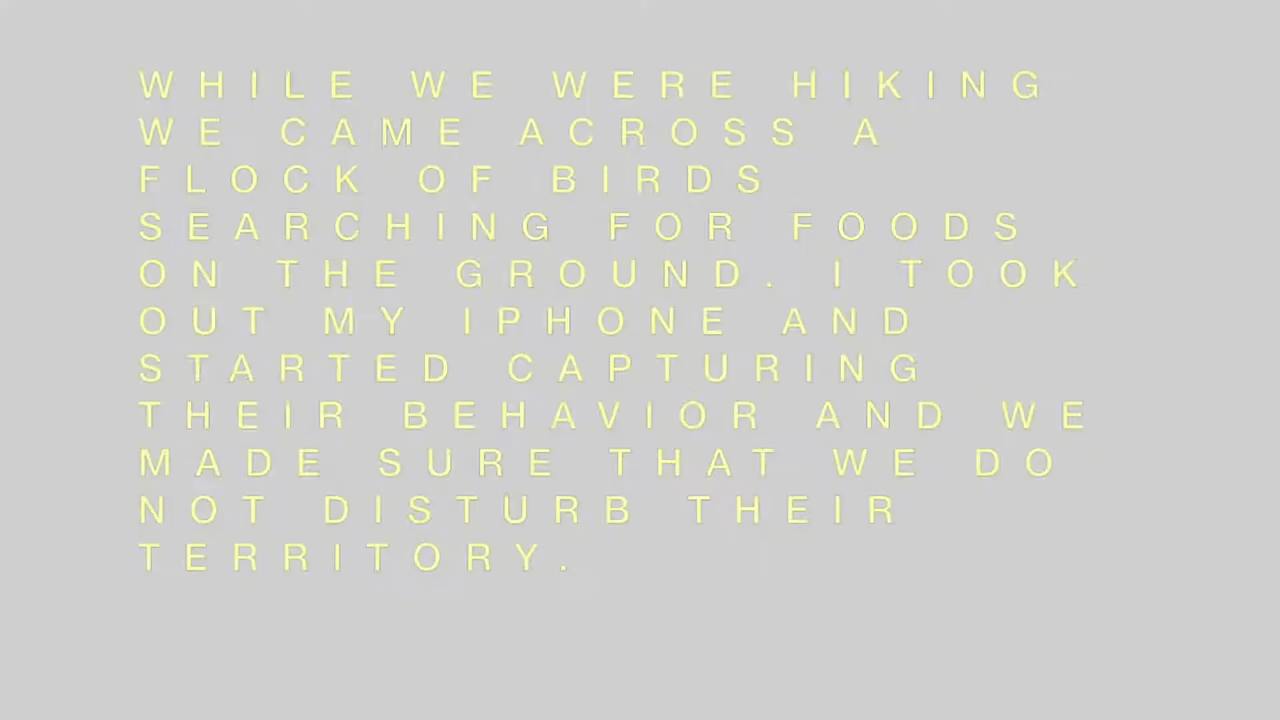 WHILE WE WERE HIKING
WE CAME ACROSS A
FLOCK OF BIRDS
SEARCHING FOR FOODS
ON THE GROUND. I TOOK
OUT MY IPHONE AND
STARTED CAPTURING
THEIR BEHAVIOR AND WE
MADE SURE THAT WE DO
NOT DISTURB THEIR
TERRITORY.